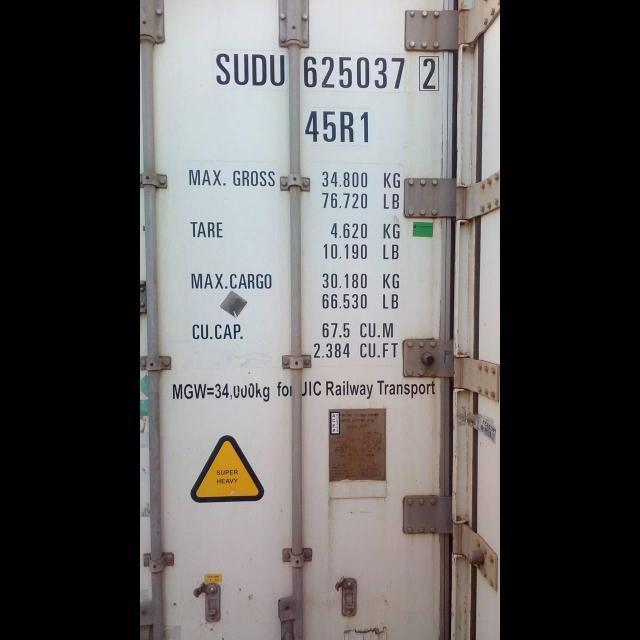 SUDU 625037 2
45R1
MAX. GROSS 34.800 KG
76.720 LB
TARE 4.620 KG
10.190 LB
MAX.CARGO 30.180 KG
66.530 LB
CU.CAP. 67.5 CU.M
2.384 CU.FT
MGW=34,000kg for UIC Railway Transport
SUPER
HEAVY